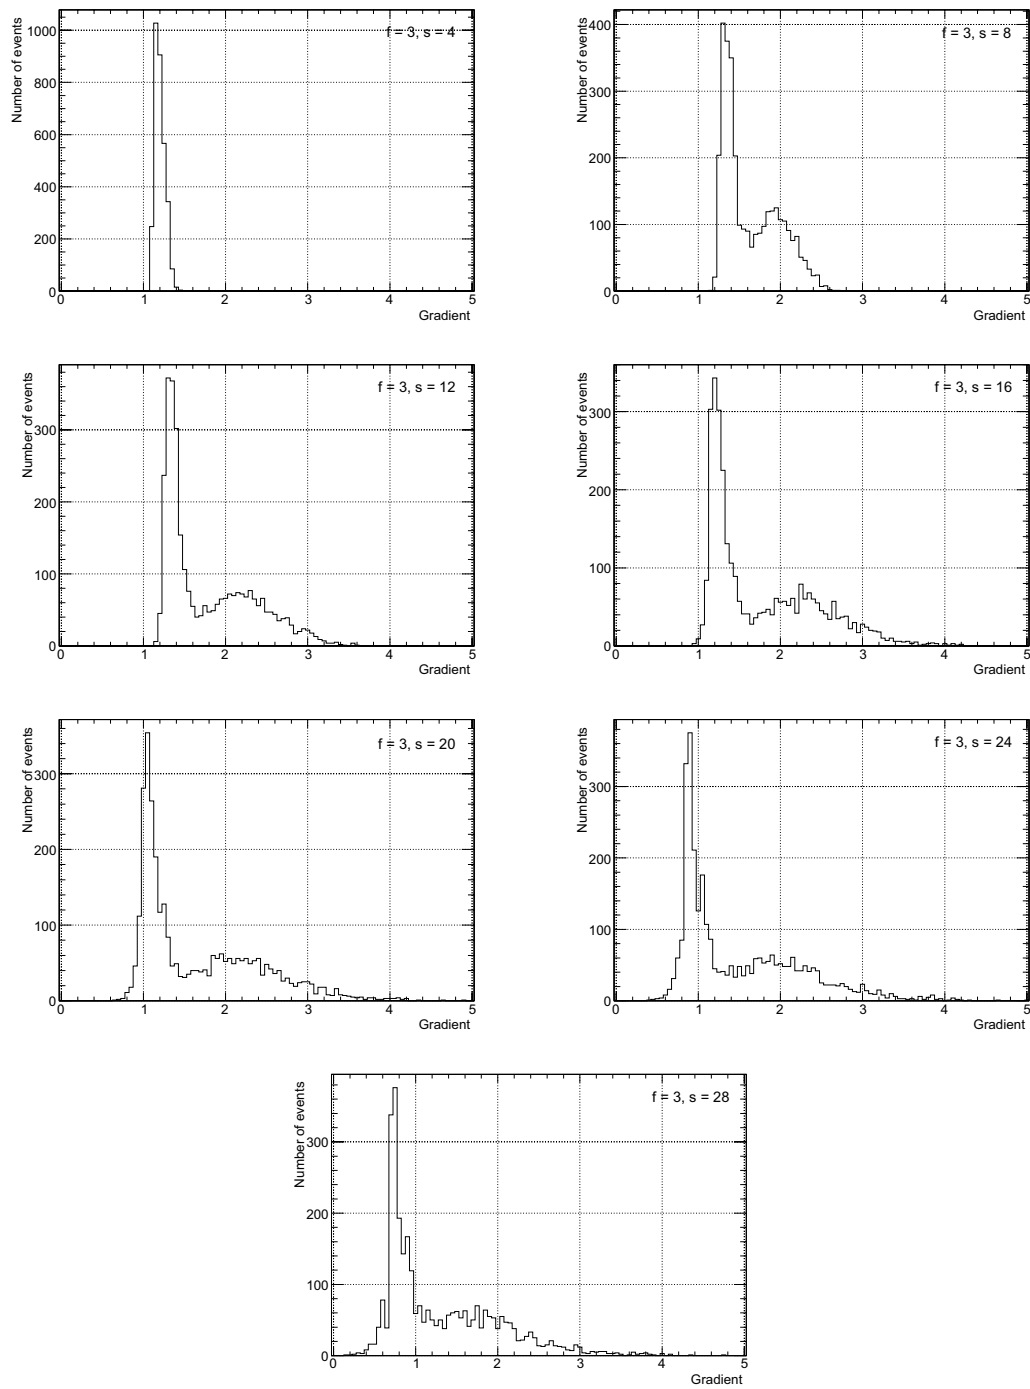 Number of events
f = 3, s = 4
1000
800
600
400
200
0
0 1 2 3 4 5
Gradient
Number of events
f = 3, s = 8
400
300
200
100
0
0 1 2 3 4 5
Gradient
Number of events
f = 3, s = 12
300
200
100
0
0 1 2 3 4 5
Gradient
Number of events
f = 3, s = 16
300
200
100
0
0 1 2 3 4 5
Gradient
Number of events
f = 3, s = 20
300
200
100
0
0 1 2 3 4 5
Gradient
Number of events
f = 3, s = 24
300
200
100
0
0 1 2 3 4 5
Gradient
Number of events
f = 3, s = 28
300
200
100
0
0 1 2 3 4 5
Gradient